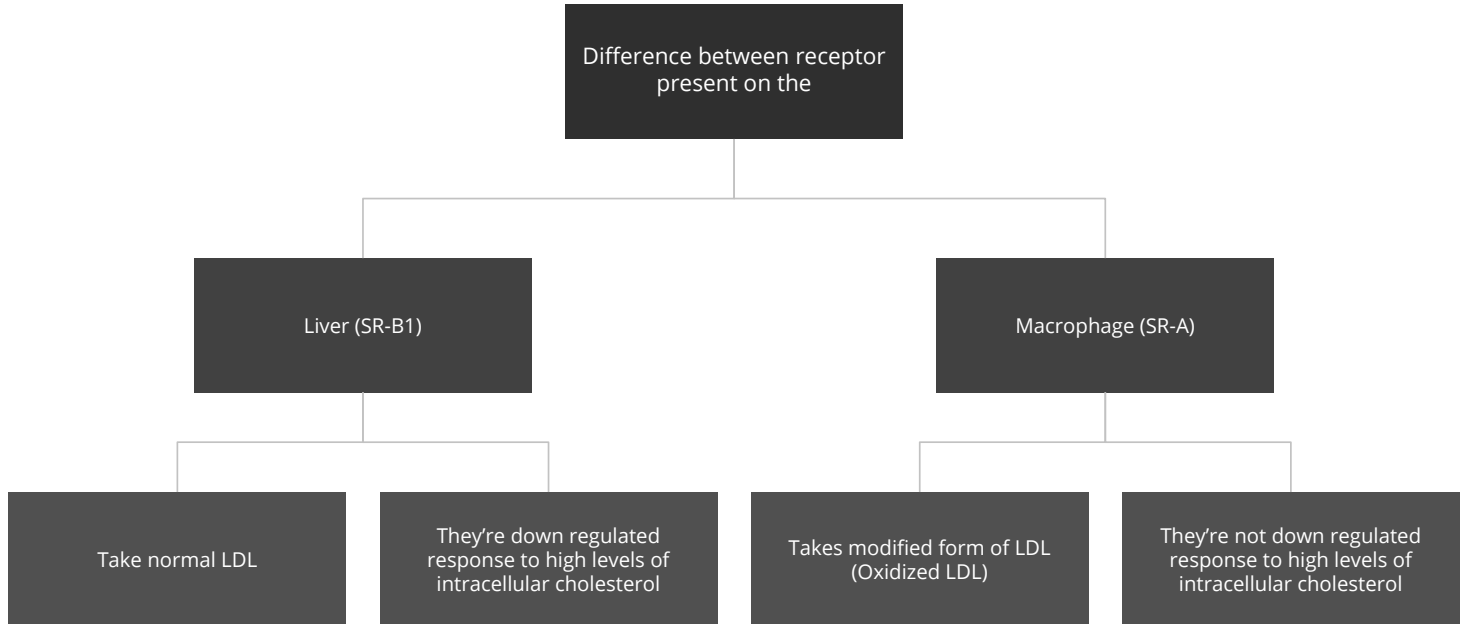 Difference between receptor
present on the
Liver (SR-B1)
Macrophage (SR-A)
Take normal LDL
They’re down regulated
response to high levels of
intracellular cholesterol
Takes modified form of LDL
(Oxidized LDL)
They’re not down regulated
response to high levels of
intracellular cholesterol